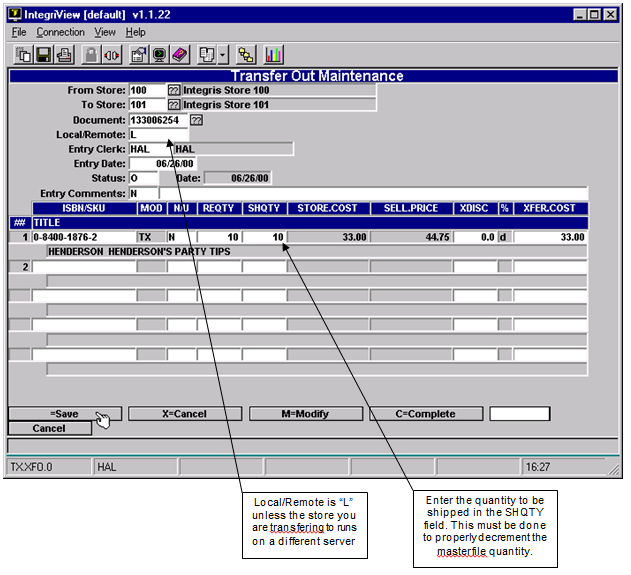 IntegriView [default] v1.1.22
File Connection View Help
Transfer Out Maintenance
From Store: 100 ?? Integris Store 100
To Store: 101 ?? Integris Store 101
Document: 133006254 ??
Local/Remote: L
Entry Clerk: HAL HAL
Entry Date: 06/26/00
Status: O Date: 06/26/00
Entry Comments: N
ISBN/SKU MOD N/U REQTY SHQTY STORE.COST SELL.PRICE XDISC % XFER.COST
## TITLE
1 0-8400-1876-2 TX N 10 10 33.00 44.75 0.0 d 33.00
HENDERSON HENDERSON'S PARTY TIPS
2
=Save X=Cancel M=Modify C=Complete
Cancel
TX.XFO.0 HAL 16:27
Local/Remote is “L”
unless the store you
are transfering to runs
on a different server
Enter the quantity to be
shipped in the SHQTY
field. This must be done
to properly decrement the
masterfile quantity.